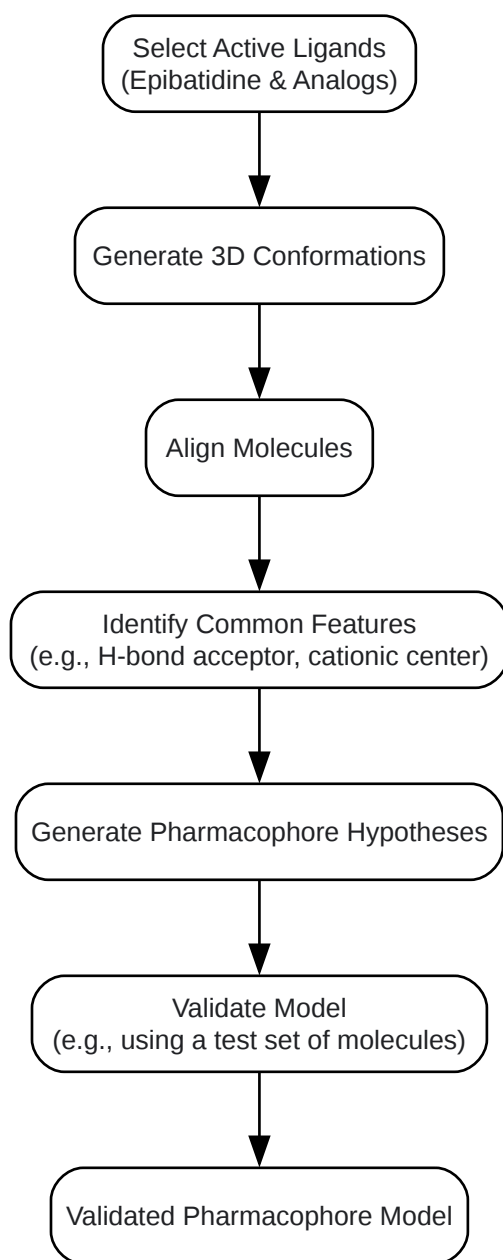 Select Active Ligands
(Epibatidine & Analogs)
Generate 3D Conformations
Align Molecules
Identify Common Features
(e.g., H-bond acceptor, cationic center)
Generate Pharmacophore Hypotheses
Validate Model
(e.g., using a test set of molecules)
Validated Pharmacophore Model